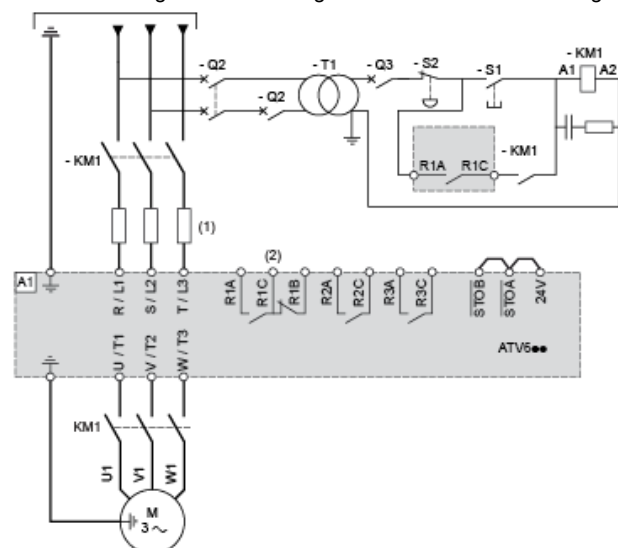 - Q2
- T1
- Q3
- S2
- S1
- KM1
A1
A2
- Q2
- KM1
R1A
R1C
- KM1
(1)
(2)
A1
R / L1
S / L2
T / L3
R1A
R1C
R1B
R2A
R2C
R3A
R3C
STOB
STOA
24V
ATV6●●
U / T1
V / T2
W / T3
KM1
U1
V1
W1
M
3 ~